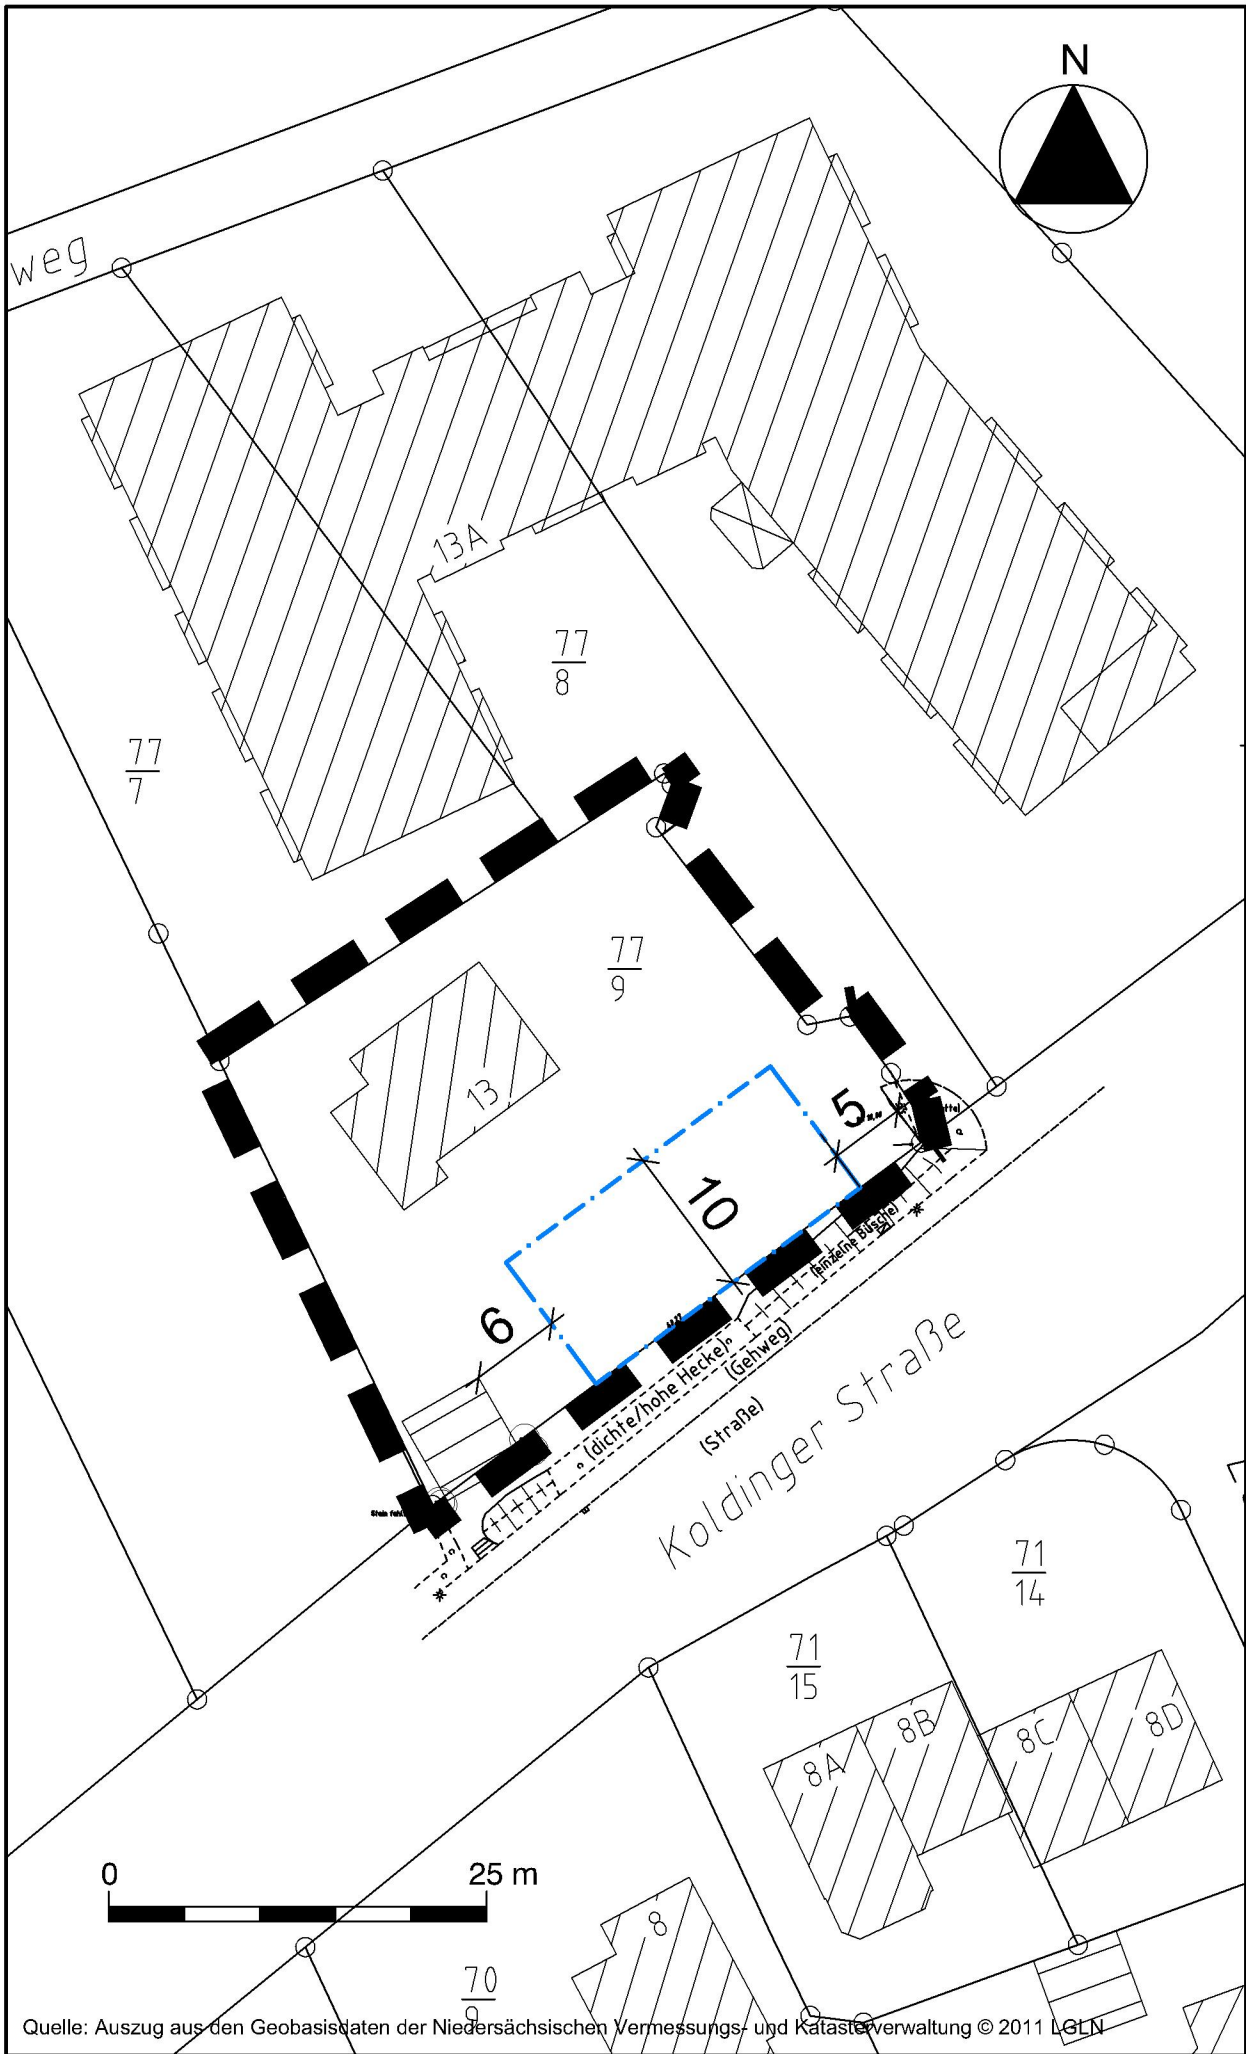 N
weg
13A
77
8
77
7
77
9
13
5
10
6
(einzelne Büsche)
(dichte/hohe Hecke)
(Gehweg)
(Straße)
Koldinger Straße
71
14
71
15
8A
8B
8C
8D
0 25 m
8
70
9
Quelle: Auszug aus den Geobasisdaten der Niedersächsischen Vermessungs- und Katasterverwaltung © 2011 LGLN